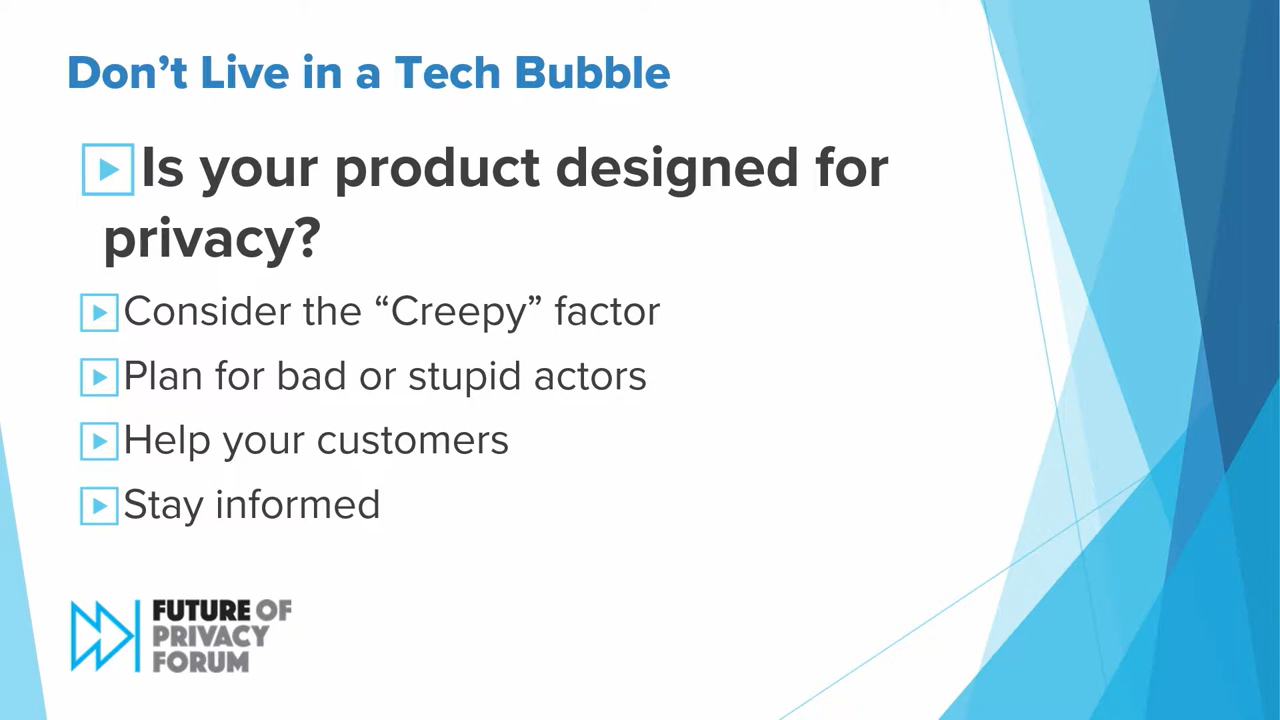 Don’t Live in a Tech Bubble
Is your product designed for
privacy?
Consider the “Creepy” factor
Plan for bad or stupid actors
Help your customers
Stay informed
FUTURE OF
PRIVACY
FORUM